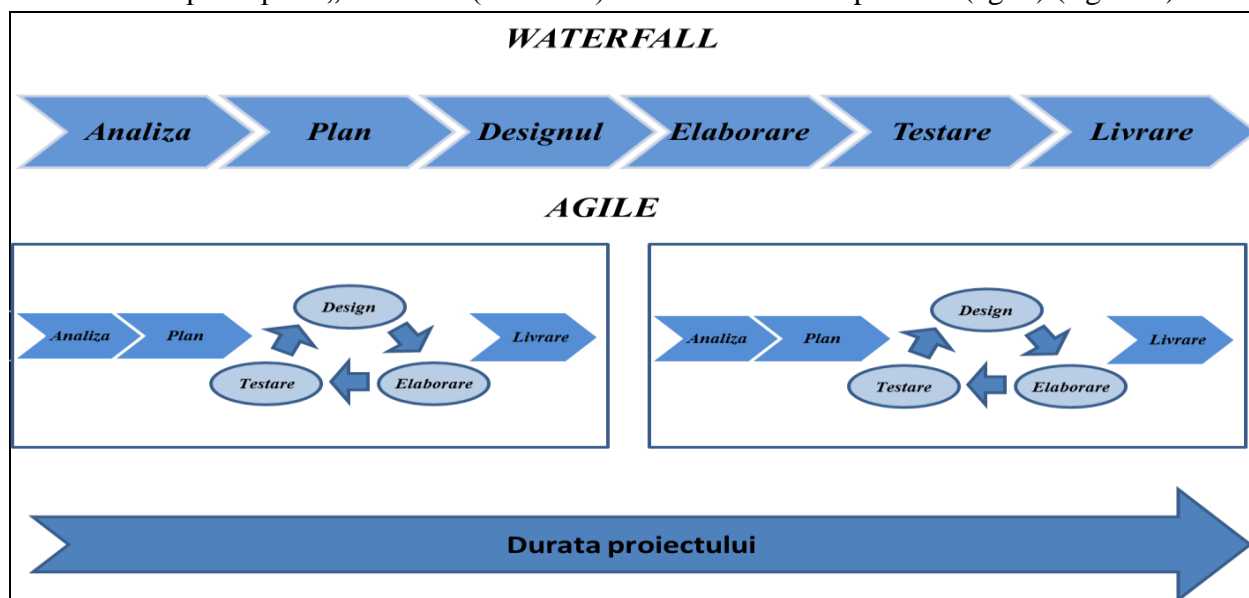 WATERFALL
Analiza Plan Designul Elaborare Testare Livrare
AGILE
Design Design
Analiza Plan Livrare Analiza Plan Livrare
Testare Elaborare Testare Elaborare
Durata proiectului